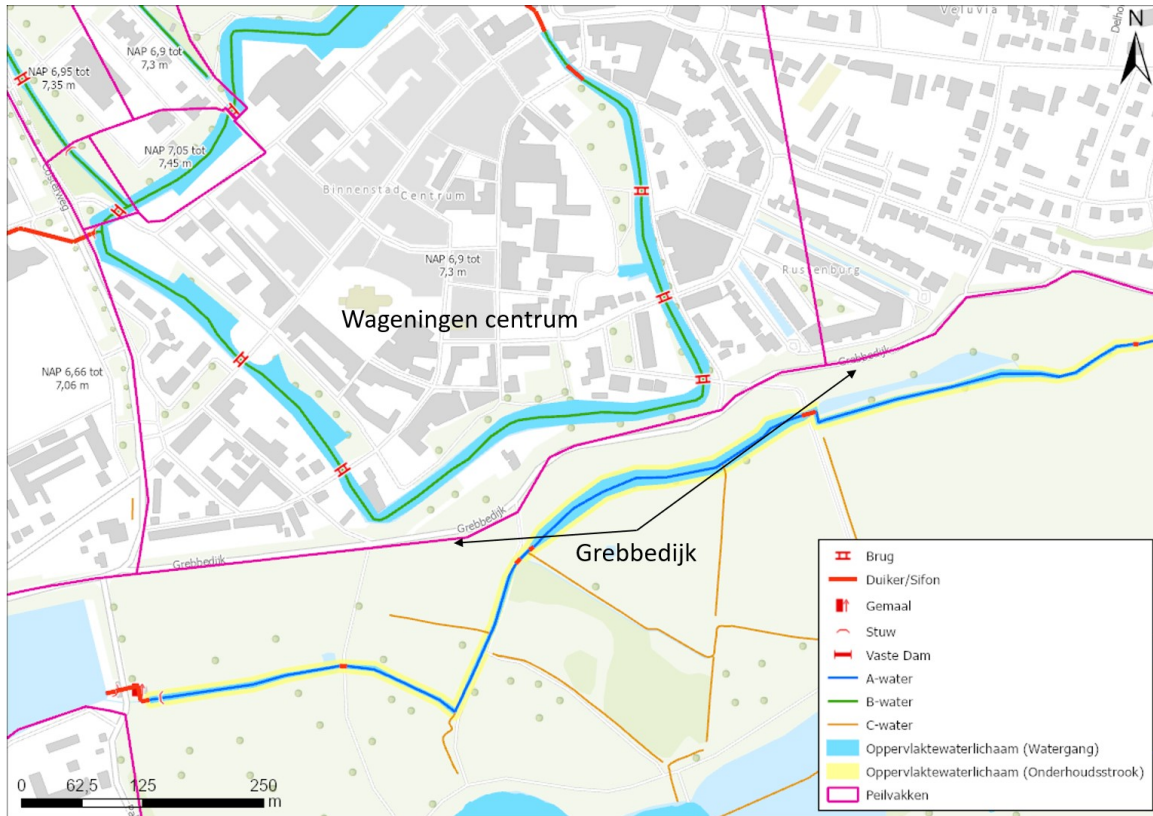 Veluvia
N
NAP 6,9 tot
7,3 m
NAP 6,95 tot
7,35 m
NAP 7,05 tot
7,45 m
Costerweg
Binnenstad
Centrum
NAP 6,9 tot
7,3 m
Rustenburg
Wageningen centrum
NAP 6,66 tot
7,06 m
Grebbedijk
Grebbedijk
Grebbedijk
Grebbedijk
Brug
Duiker/Sifon
Gemaal
Stuw
Vaste Dam
A-water
B-water
C-water
Oppervlaktewaterlichaam (Watergang)
Oppervlaktewaterlichaam (Onderhoudsstrook)
Peilvakken
0 62,5 125 250
m